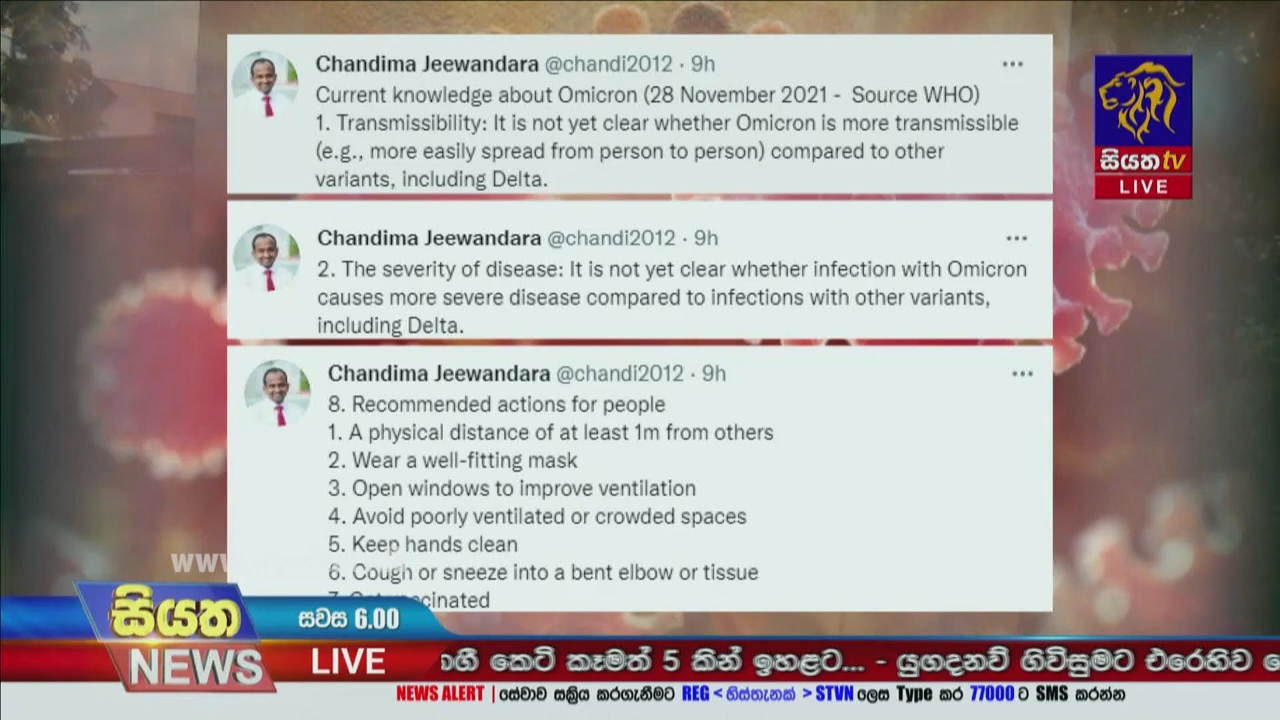 Chandima Jeewandara @chandi2012 · 9h
Current knowledge about Omicron (28 November 2021 - Source WHO)
1. Transmissibility: It is not yet clear whether Omicron is more transmissible
(e.g., more easily spread from person to person) compared to other
variants, including Delta.
සියත tv
LIVE
Chandima Jeewandara @chandi2012 · 9h
2. The severity of disease: It is not yet clear whether infection with Omicron
causes more severe disease compared to infections with other variants,
including Delta.
Chandima Jeewandara @chandi2012 · 9h
8. Recommended actions for people
1. A physical distance of at least 1m from others
2. Wear a well-fitting mask
3. Open windows to improve ventilation
4. Avoid poorly ventilated or crowded spaces
5. Keep hands clean
6. Cough or sneeze into a bent elbow or tissue
සියත
NEWS
සවස 6.00
LIVE
කෙටි කෑමත් 5 කින් ඉහළට... - යුගදනව් ගිවිසුමට එරෙහිව
NEWS ALERT | සේවාව සක්‍රිය කරගැනීමට REG < හිස්තැනක් > STVN ලෙස Type කර 77000 ට SMS කරන්න